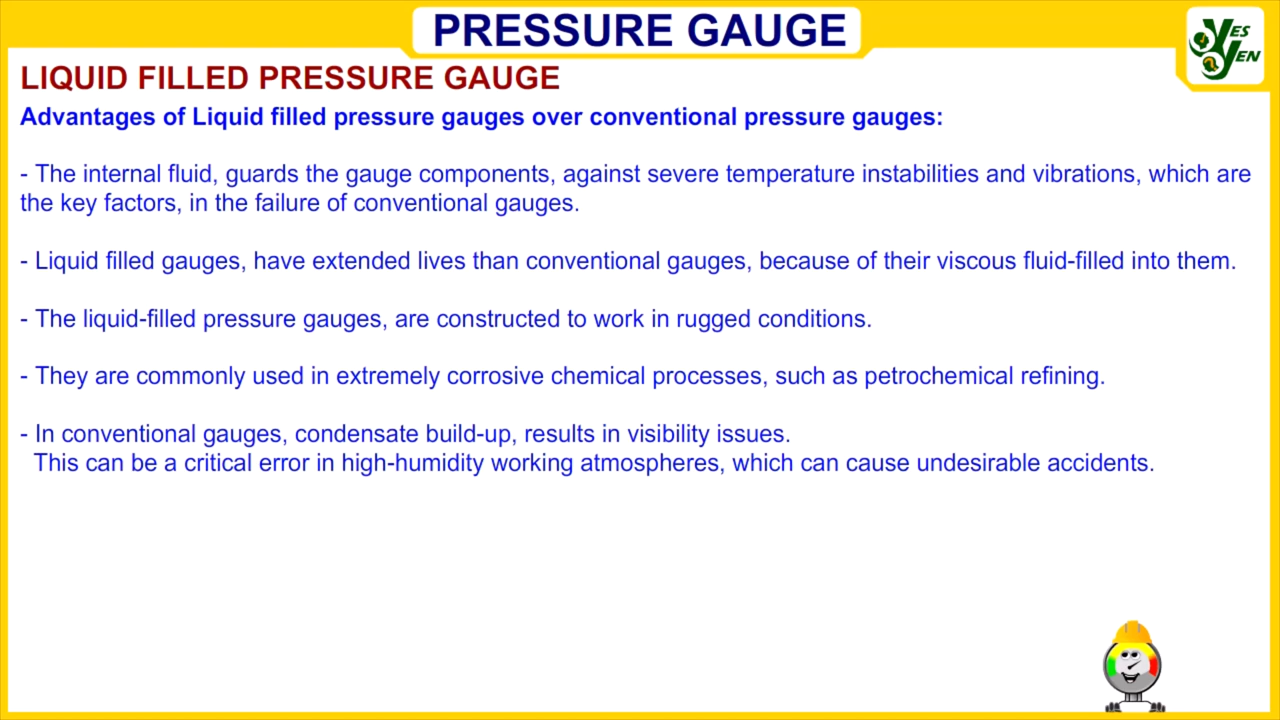 PRESSURE GAUGE
YES
YEN
LIQUID FILLED PRESSURE GAUGE
Advantages of Liquid filled pressure gauges over conventional pressure gauges:
- The internal fluid, guards the gauge components, against severe temperature instabilities and vibrations, which are
the key factors, in the failure of conventional gauges.
- Liquid filled gauges, have extended lives than conventional gauges, because of their viscous fluid-filled into them.
- The liquid-filled pressure gauges, are constructed to work in rugged conditions.
- They are commonly used in extremely corrosive chemical processes, such as petrochemical refining.
- In conventional gauges, condensate build-up, results in visibility issues.
This can be a critical error in high-humidity working atmospheres, which can cause undesirable accidents.